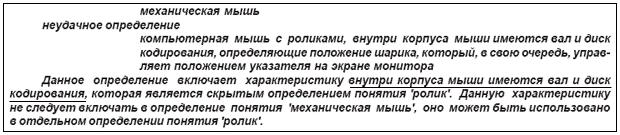 механическая мышь
неудачное определение
компьютерная мышь с роликами, внутри корпуса мыши имеются вал и диск
кодирования, определяющие положение шарика, который, в свою очередь, управ-
ляет положением указателя на экране монитора
Данное определение включает характеристику внутри корпуса мыши имеются вал и диск
кодирования, которая является скрытым определением понятия 'ролик'. Данную характеристику
не следует включать в определение понятия 'механическая мышь', оно может быть использовано
в отдельном определении понятия 'ролик'.